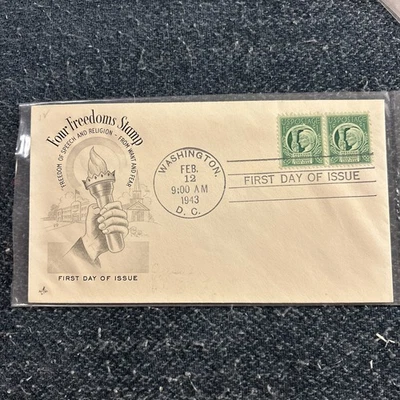 Four Freedoms Stamp
FREEDOM OF SPEECH AND RELIGION - FROM WANT AND FEAR
FIRST DAY OF ISSUE
WASHINGTON,
FEB.
12
9:00 AM
1943
D. C.
FIRST DAY OF ISSUE